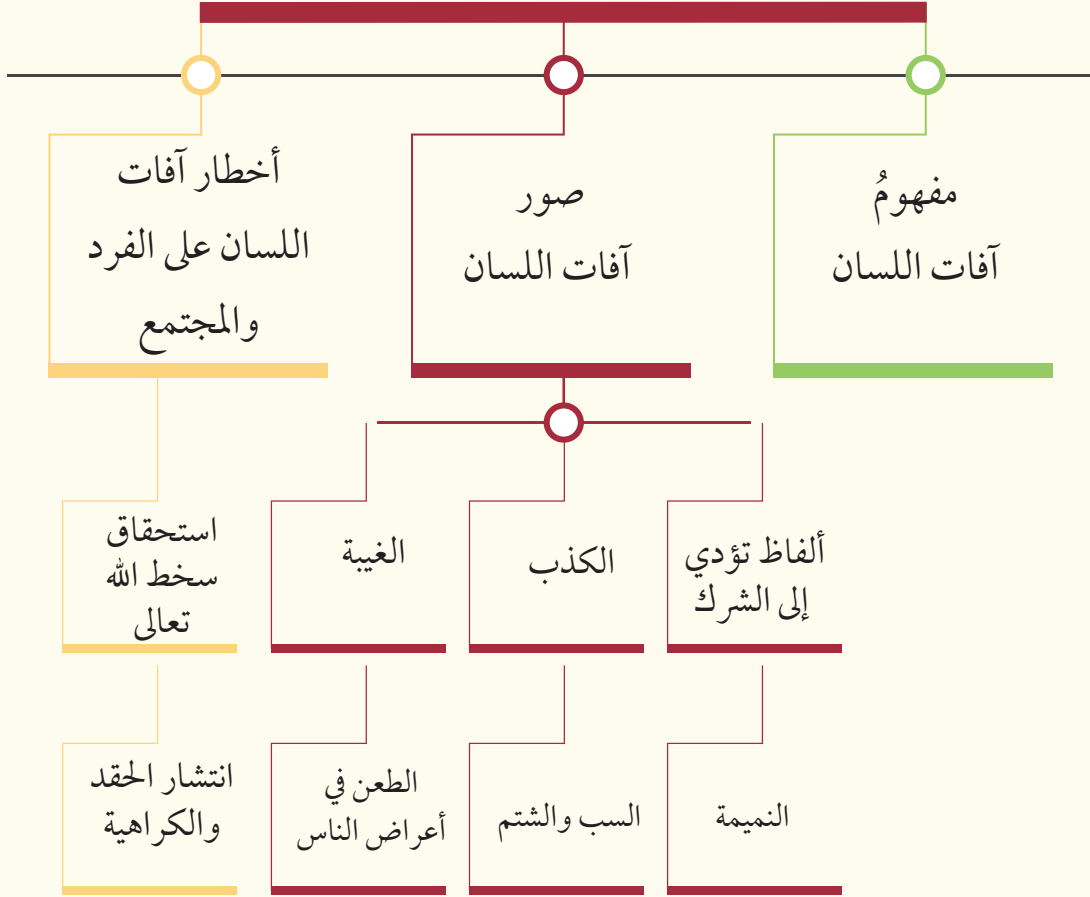 مفهومُ
آفات اللسان
صور
آفات اللسان
أخطار آفات
اللسان على الفرد
والمجتمع
ألفاظ تؤدي
إلى الشرك
الكذب
الغيبة
استحقاق
سخط الله
تعالى
النميمة
السب والشتم
الطعن في
أعراض الناس
انتشار الحقد
والكراهية